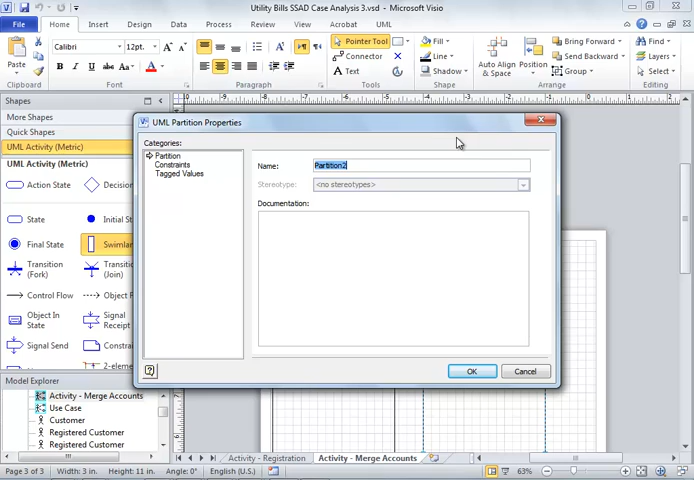 Utility Bills SSAD Case Analysis 3.vsd - Microsoft Visio
File Home Insert Design Data Process Review View Acrobat UML
Calibri 12pt. A A
Paste
B I U abc Aa A
Clipboard Font Paragraph
Pointer Tool
Connector
A Text
Tools
Fill
Line
Shadow
Shape
Auto Align & Space
Position
Bring Forward
Send Backward
Group
Arrange
Find
Layers
Select
Editing
Shapes
More Shapes
Quick Shapes
UML Activity (Metric)
UML Activity (Metric)
Action State
Decision
State
Initial State
Final State
Transition (Fork)
Transition (Join)
Control Flow
Object In State
Signal Receipt
Signal Send
Constraint
2-element
Model Explorer
Activity - Merge Accounts
Use Case
Customer
Registered Customer
Registered Customer
UML Partition Properties
Categories:
Partition
Constraints
Tagged Values
Name: Partition2
Stereotype: <no stereotypes>
Documentation:
OK Cancel
Activity - Registration Activity - Merge Accounts
Page 3 of 3 Width: 3 in. Height: 11 in. Angle: 0° English (U.S.) 63%